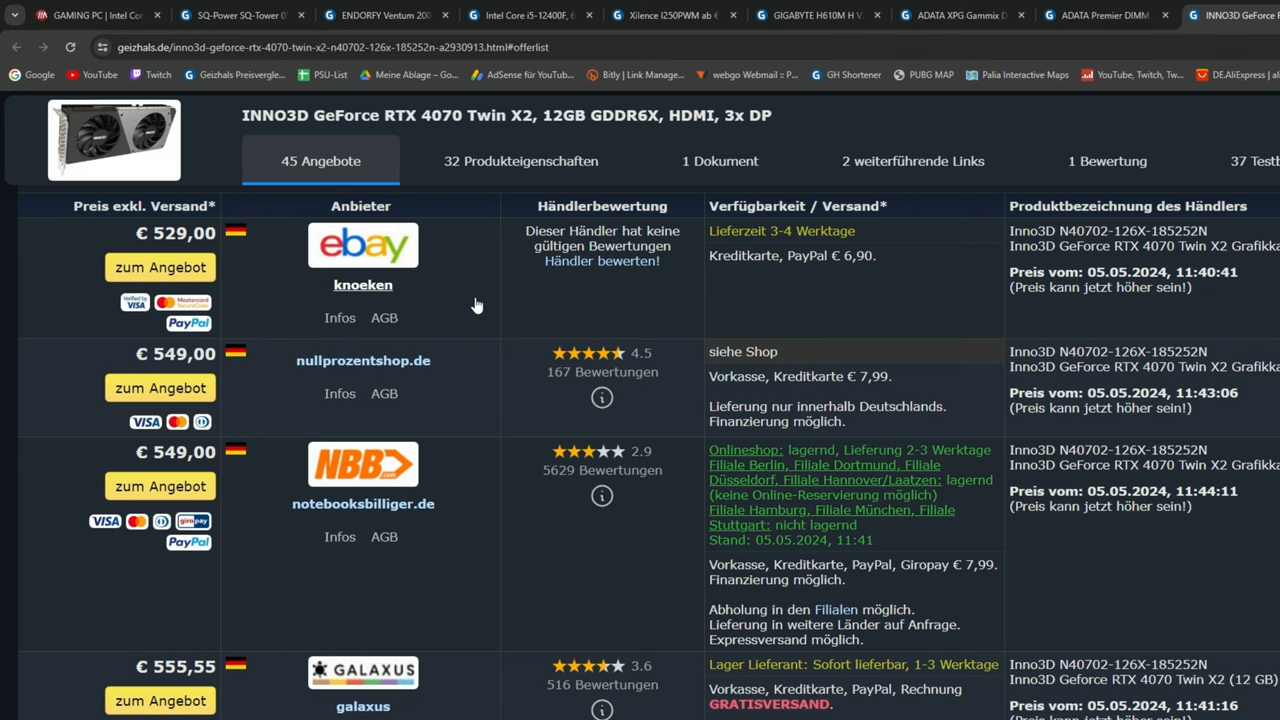 GAMING PC | Intel Cor
SQ-Power SQ-Tower 05
ENDORFY Ventum 200
Intel Core i5-12400F, 6
Xilence I250PWM ab €
GIGABYTE H610M H V
ADATA XPG Gammix D
ADATA Premier DIMM
INNO3D GeForce R
geizhals.de/inno3d-geforce-rtx-4070-twin-x2-n40702-126x-185252n-a2930913.html#offerlist
Google
YouTube
Twitch
Geizhals Preisvergle...
PSU-List
Meine Ablage – Go...
AdSense für YouTub...
Bitly | Link Manage...
webgo Webmail :: P...
GH Shortener
PUBG MAP
Palia Interactive Maps
YouTube, Twitch, Tw...
DE.AliExpress | al
INNO3D GeForce RTX 4070 Twin X2, 12GB GDDR6X, HDMI, 3x DP
45 Angebote
32 Produkteigenschaften
1 Dokument
2 weiterführende Links
1 Bewertung
37 Testb
Preis exkl. Versand*
Anbieter
Händlerbewertung
Verfügbarkeit / Versand*
Produktbezeichnung des Händlers
€ 529,00
zum Angebot
Verified by VISA
Mastercard SecureCode
PayPal
ebay
knoeken
Infos AGB
Dieser Händler hat keine
gültigen Bewertungen
Händler bewerten!
Lieferzeit 3-4 Werktage
Kreditkarte, PayPal € 6,90.
Inno3D N40702-126X-185252N
Inno3D GeForce RTX 4070 Twin X2 Grafikka
Preis vom: 05.05.2024, 11:40:41
(Preis kann jetzt höher sein!)
€ 549,00
zum Angebot
VISA
nullprozentshop.de
Infos AGB
4.5
167 Bewertungen
siehe Shop
Vorkasse, Kreditkarte € 7,99.
Lieferung nur innerhalb Deutschlands.
Finanzierung möglich.
Inno3D N40702-126X-185252N
Inno3D GeForce RTX 4070 Twin X2 Grafikka
Preis vom: 05.05.2024, 11:43:06
(Preis kann jetzt höher sein!)
€ 549,00
zum Angebot
VISA
giropay
PayPal
NBB.com
notebooksbilliger.de
Infos AGB
2.9
5629 Bewertungen
Onlineshop: lagernd, Lieferung 2-3 Werktage
Filiale Berlin, Filiale Dortmund, Filiale
Düsseldorf, Filiale Hannover/Laatzen: lagernd
(keine Online-Reservierung möglich)
Filiale Hamburg, Filiale München, Filiale
Stuttgart: nicht lagernd
Stand: 05.05.2024, 11:41
Vorkasse, Kreditkarte, PayPal, Giropay € 7,99.
Finanzierung möglich.
Abholung in den Filialen möglich.
Lieferung in weitere Länder auf Anfrage.
Expressversand möglich.
Inno3D N40702-126X-185252N
Inno3D GeForce RTX 4070 Twin X2 Grafikka
Preis vom: 05.05.2024, 11:44:11
(Preis kann jetzt höher sein!)
€ 555,55
zum Angebot
GALAXUS
galaxus
3.6
516 Bewertungen
Lager Lieferant: Sofort lieferbar, 1-3 Werktage
Vorkasse, Kreditkarte, PayPal, Rechnung
GRATISVERSAND.
Inno3D N40702-126X-185252N
Inno3D Geforce RTX 4070 Twin X2 (12 GB)
Preis vom: 05.05.2024, 11:41:16